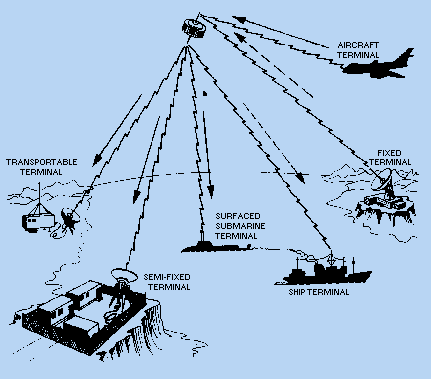 AIRCRAFT
TERMINAL
FIXED
TERMINAL
TRANSPORTABLE
TERMINAL
SURFACED
SUBMARINE
TERMINAL
SEMI-FIXED
TERMINAL
SHIP TERMINAL